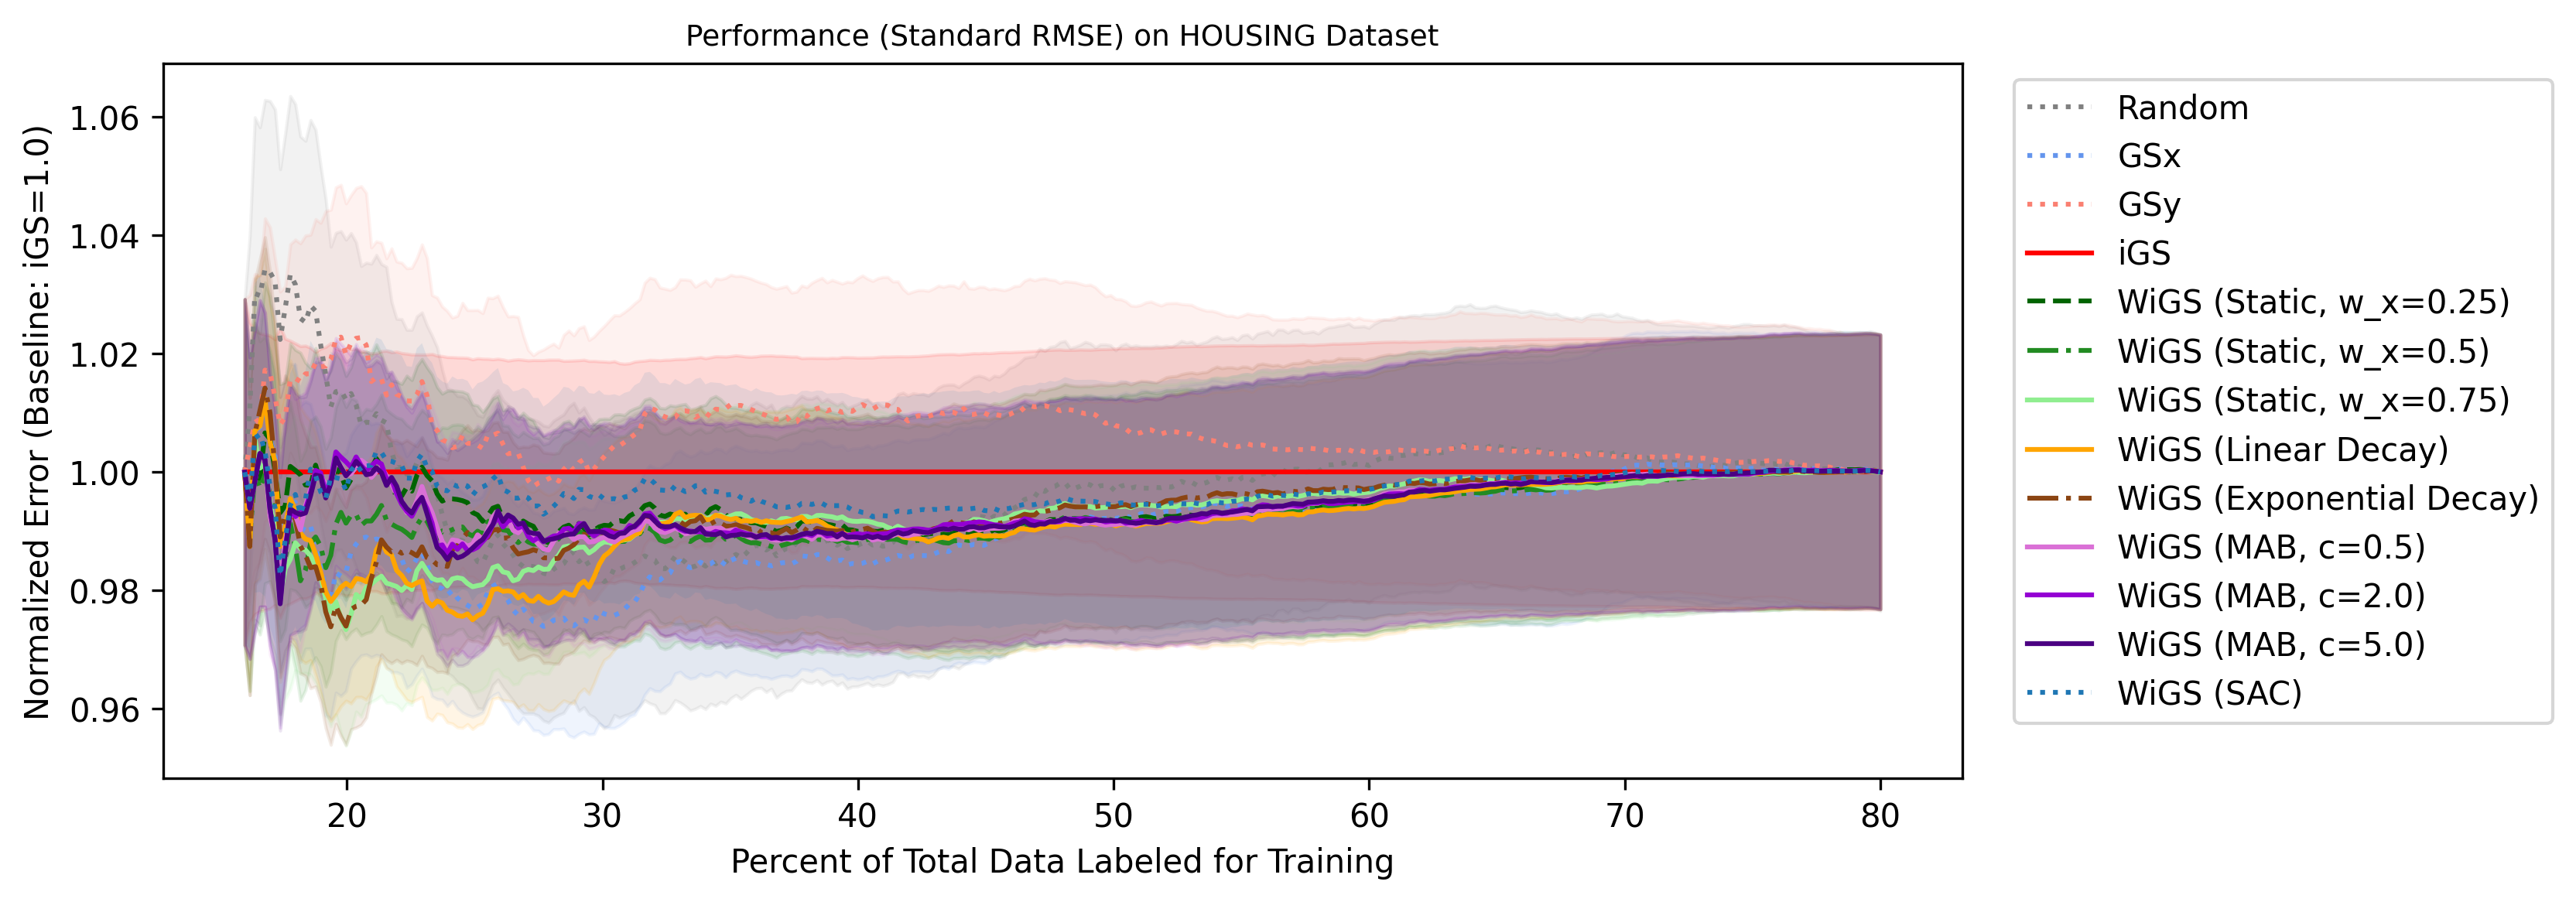 Performance (Standard RMSE) on HOUSING Dataset
Normalized Error (Baseline: iGS=1.0)
1.06
1.04
1.02
1.00
0.98
0.96
20
30
40
50
60
70
80
Percent of Total Data Labeled for Training
Random
GSx
GSy
iGS
WiGS (Static, w_x=0.25)
WiGS (Static, w_x=0.5)
WiGS (Static, w_x=0.75)
WiGS (Linear Decay)
WiGS (Exponential Decay)
WiGS (MAB, c=0.5)
WiGS (MAB, c=2.0)
WiGS (MAB, c=5.0)
WiGS (SAC)